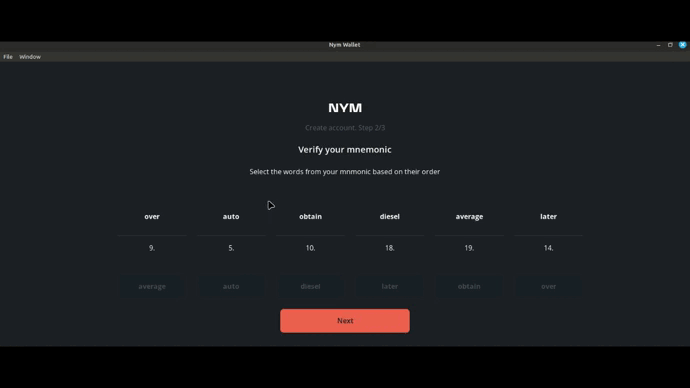 Nym Wallet
File Window
NYM
Create account. Step 2/3
Verify your mnemonic
Select the words from your mnmonic based on their order
over auto obtain diesel average later
9. 5. 10. 18. 19. 14.
average auto diesel later obtain over
Next